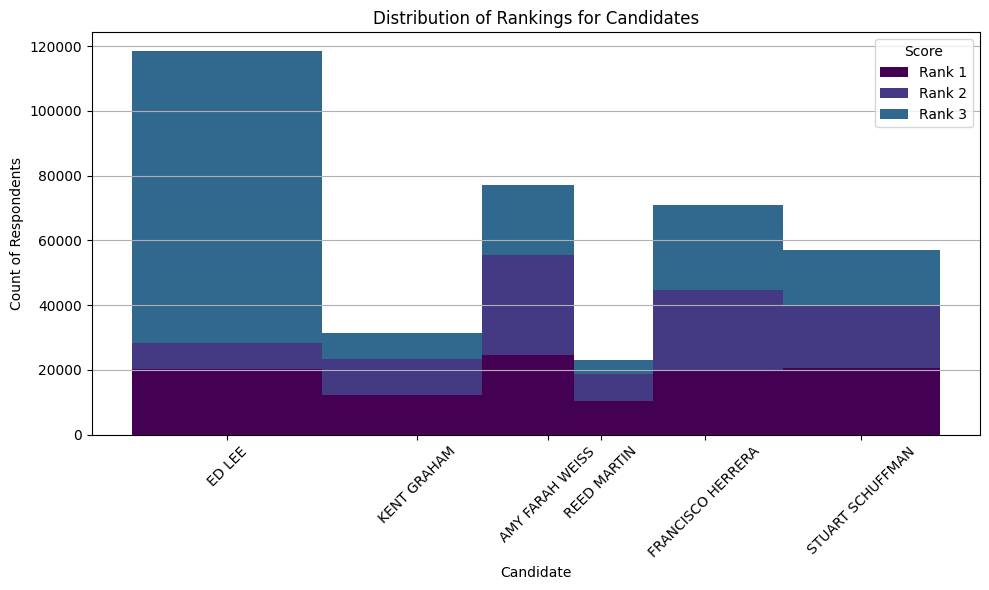 Distribution of Rankings for Candidates
Score
Rank 1
Rank 2
Rank 3
Count of Respondents
120000
100000
80000
60000
40000
20000
0
ED LEE
KENT GRAHAM
AMY FARAH WEISS
REED MARTIN
FRANCISCO HERRERA
STUART SCHUFFMAN
Candidate